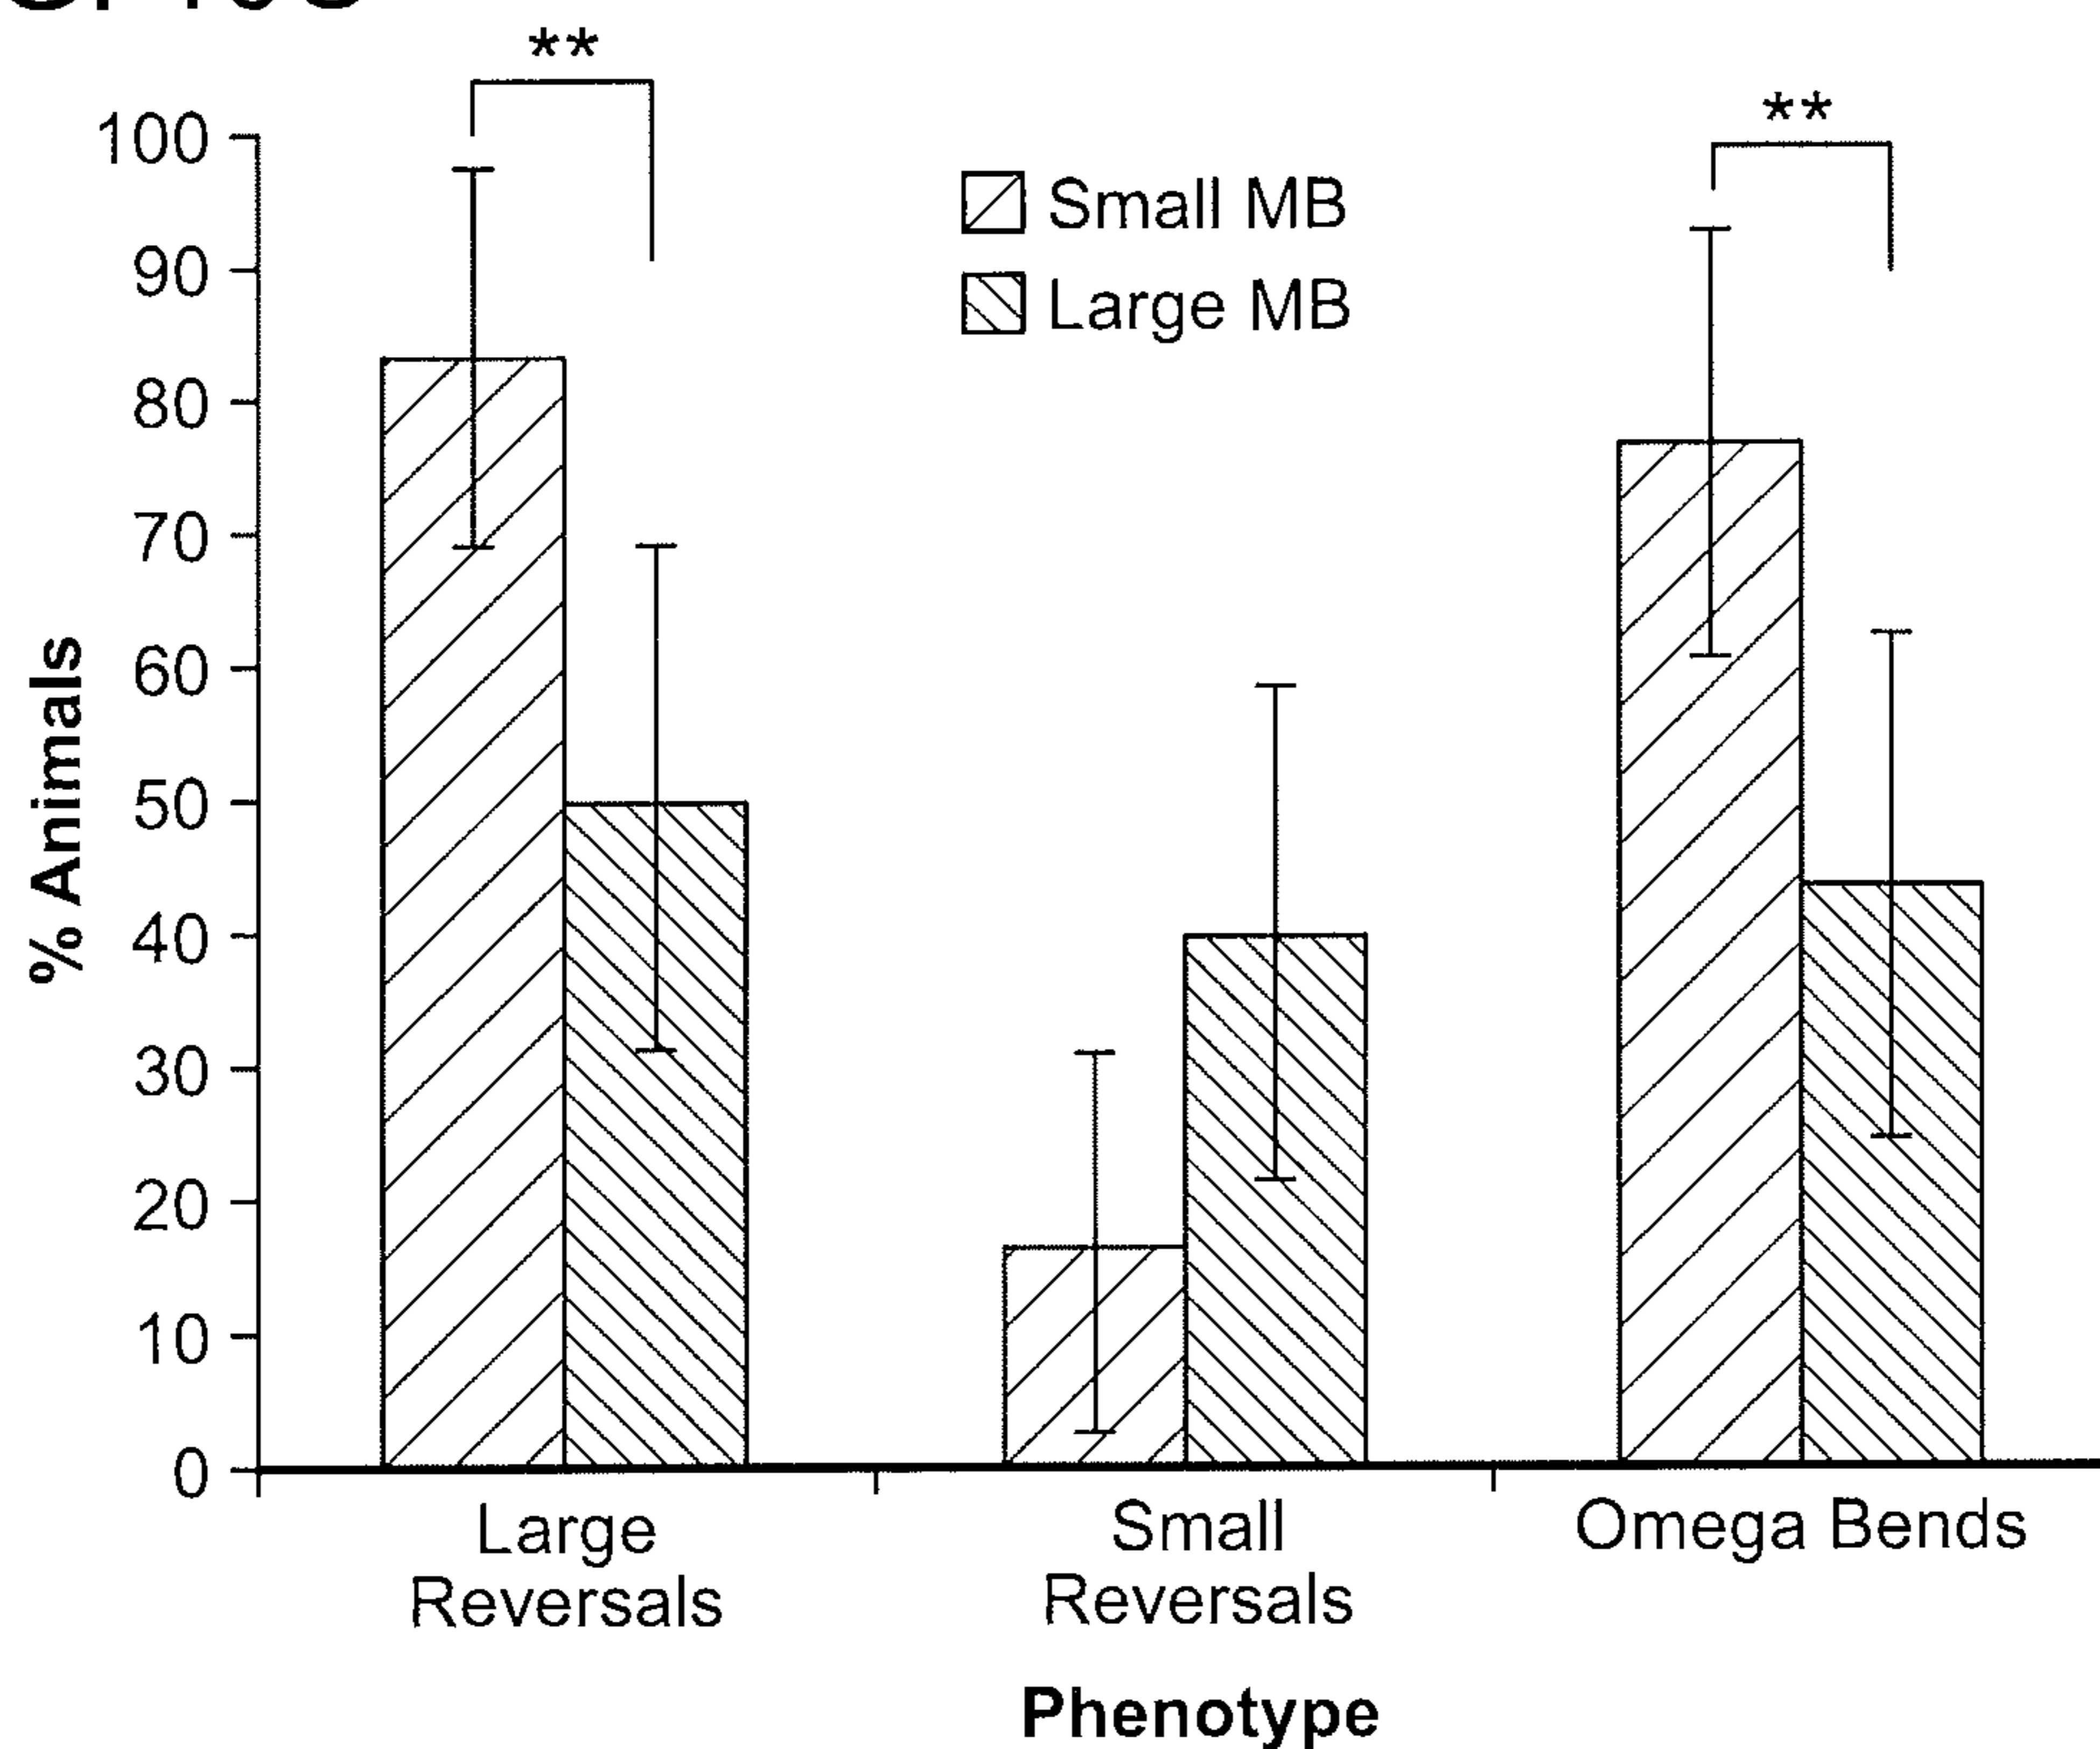 **
**
100
90
80
70
60
50
40
30
20
10
0
% Animals
Small MB
Large MB
Large
Reversals
Small
Reversals
Omega Bends
Phenotype